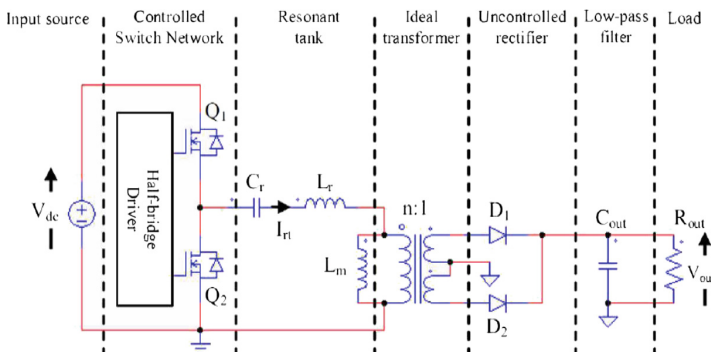 Input source
Controlled
Switch Network
Resonant
tank
Ideal
transformer
Uncontrolled
rectifier
Low-pass
filter
Load
Vdc
Half-bridge
Driver
Q1
Q2
Cr
Irt
Lr
Lm
n:1
D1
D2
Cout
Rout
Vou